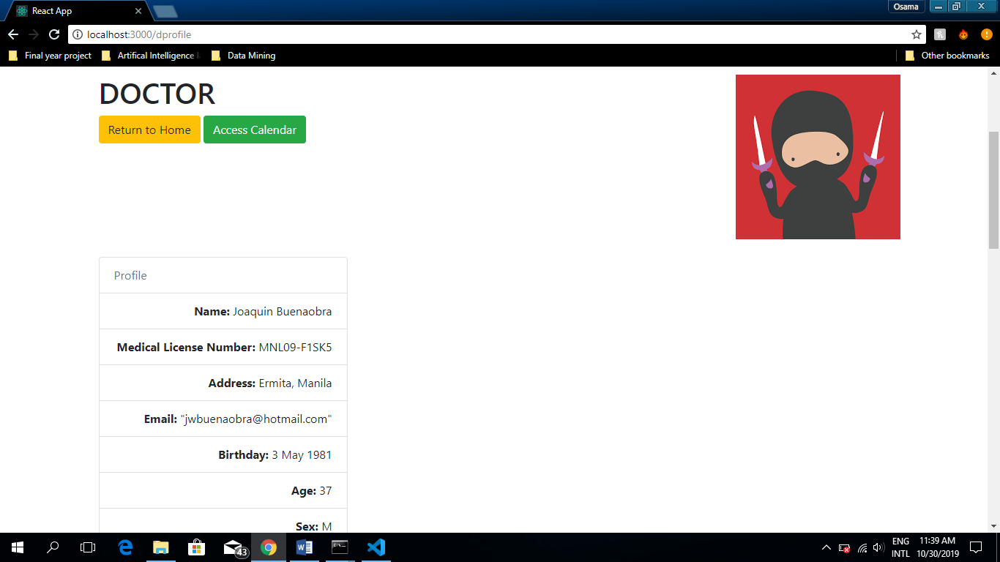 React App
Osama
localhost:3000/dprofile
Final year project
Artifical Intelligence
Data Mining
Other bookmarks
DOCTOR
Return to Home
Access Calendar
Profile
Name: Joaquin Buenaobra
Medical License Number: MNL09-F1SK5
Address: Ermita, Manila
Email: "jwbuenaobra@hotmail.com"
Birthday: 3 May 1981
Age: 37
Sex: M
43
ENG
INTL
11:39 AM
10/30/2019